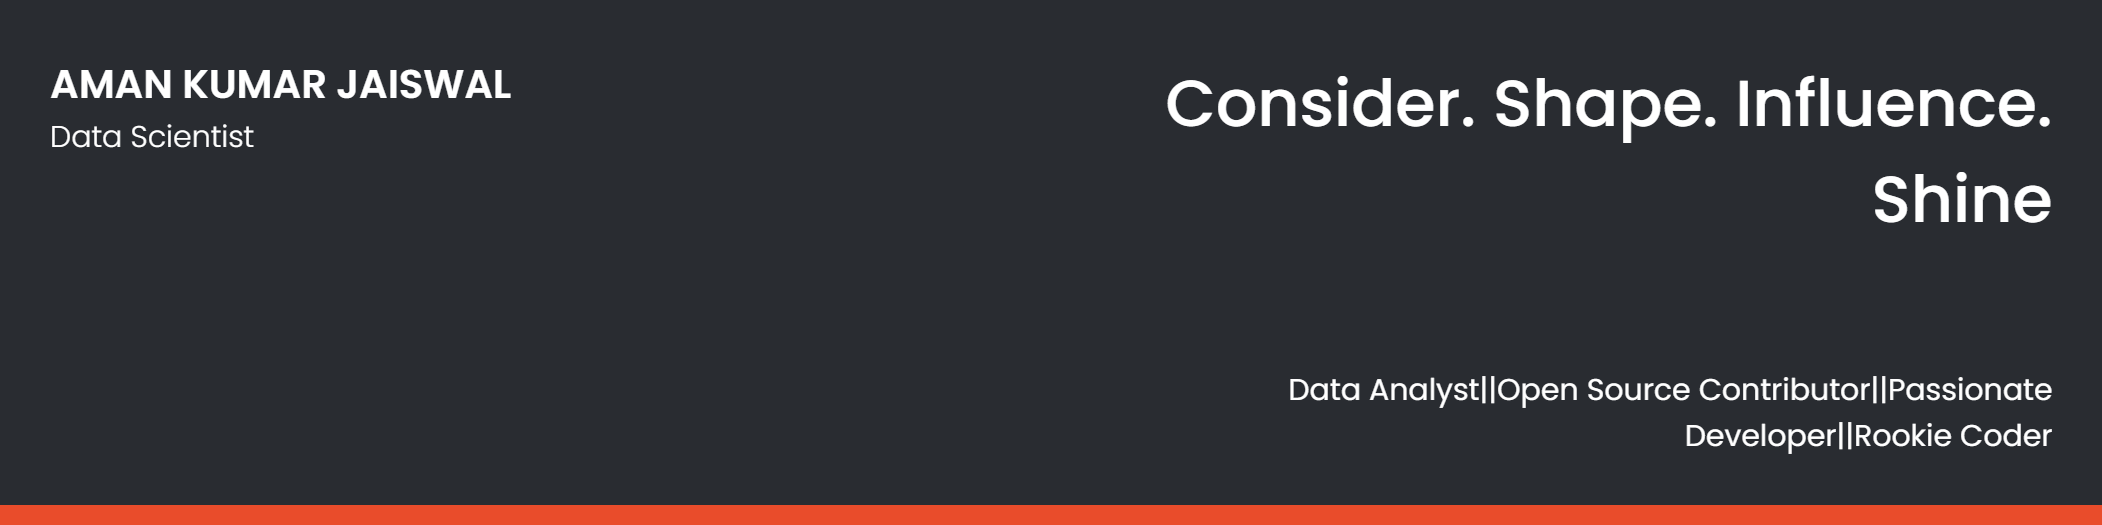 AMAN KUMAR JAISWAL
Data Scientist
Consider. Shape. Influence.
Shine
Data Analyst||Open Source Contributor||Passionate
Developer||Rookie Coder